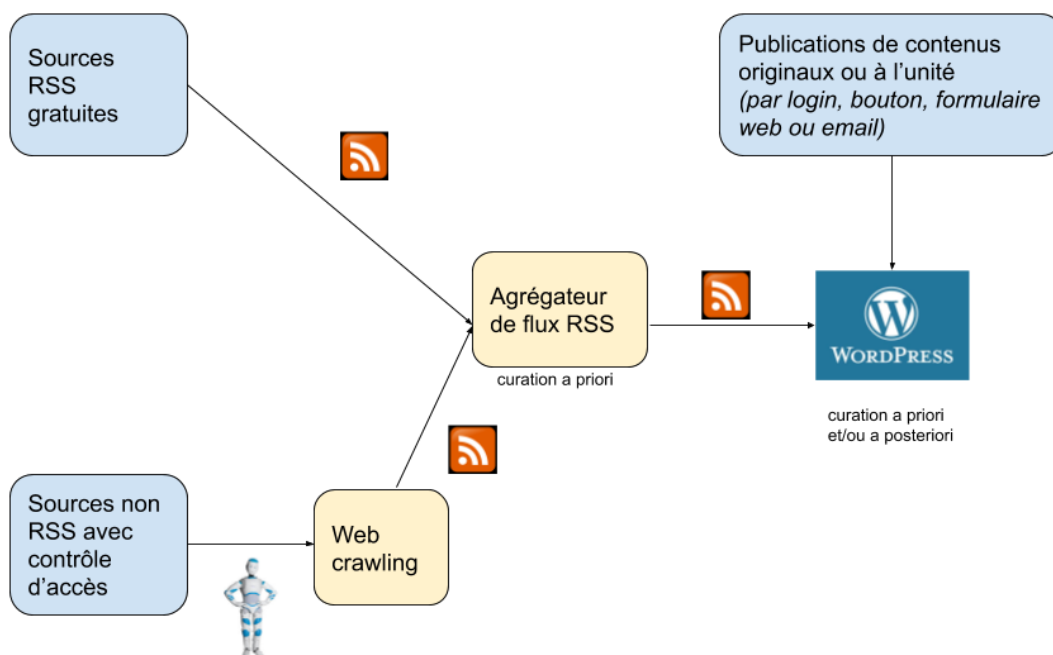 Sources
RSS
gratuites
Publications de contenus
originaux ou à l’unité
(par login, bouton, formulaire
web ou email)
Agrégateur
de flux RSS
curation a priori
WORDPRESS
curation a priori
et/ou a posteriori
Sources non
RSS avec
contrôle
d’accès
Web
crawling